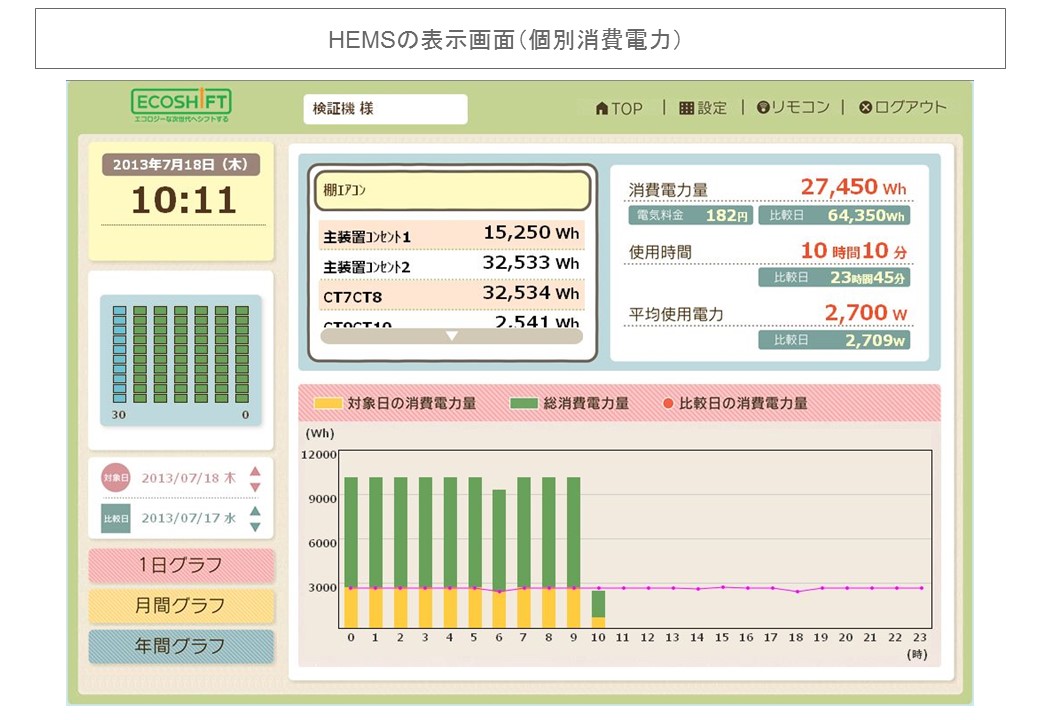 HEMSの表示画面（個別消費電力）
ECOSHIFT
エコロジーな次世代へシフトする
検証機 様
TOP | 設定 | リモコン | ログアウト
2013年7月18日（木）
10:11
30 0
対象日 2013/07/18 木
比較日 2013/07/17 水
1日グラフ
月間グラフ
年間グラフ
棚ｴｱｺﾝ
主装置ｺﾝｾﾝﾄ1 15,250 Wh
主装置ｺﾝｾﾝﾄ2 32,533 Wh
CT7CT8 32,534 Wh
CT9CT10 2,541 Wh
消費電力量 27,450 Wh
電気料金 182円 比較日 64,350Wh
使用時間 10 時間10 分
比較日 23時間45分
平均使用電力 2,700 W
比較日 2,709W
対象日の消費電力量 総消費電力量 比較日の消費電力量
(Wh)
12000
9000
6000
3000
0 1 2 3 4 5 6 7 8 9 10 11 12 13 14 15 16 17 18 19 20 21 22 23
(時)